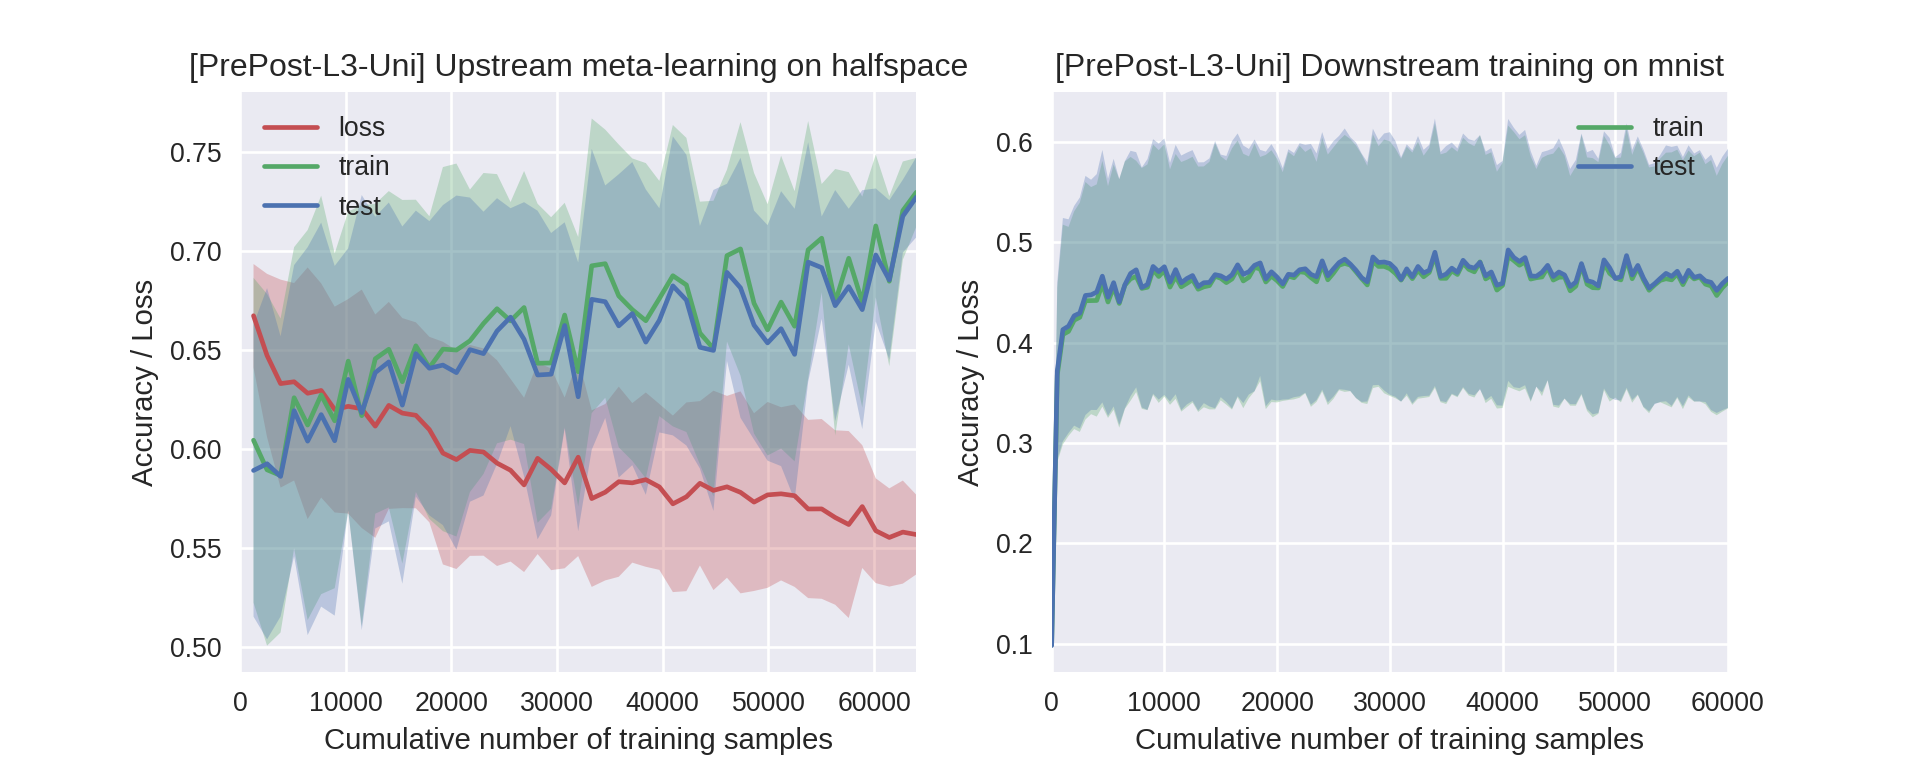 [PrePost-L3-Uni] Upstream meta-learning on halfspace
loss
train
test
0.75
0.70
0.65
0.60
0.55
0.50
Accuracy / Loss
0 10000 20000 30000 40000 50000 60000
Cumulative number of training samples
[PrePost-L3-Uni] Downstream training on mnist
train
test
0.6
0.5
0.4
0.3
0.2
0.1
Accuracy / Loss
0 10000 20000 30000 40000 50000 60000
Cumulative number of training samples